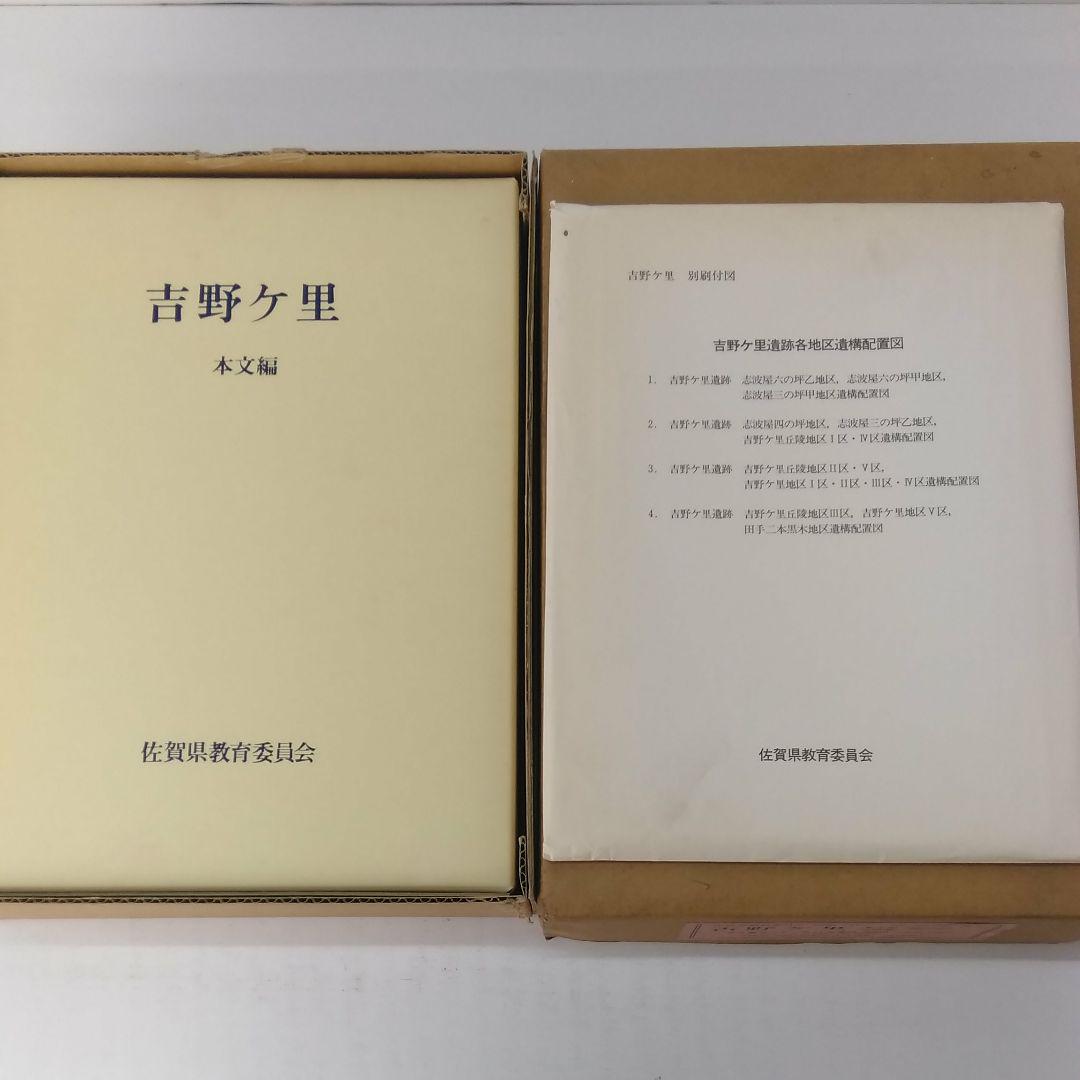 吉野ケ里
本文編
佐賀県教育委員会
吉野ケ里 別刷付図
吉野ケ里遺跡各地区遺構配置図
1. 吉野ケ里遺跡 志波屋六の坪乙地区，志波屋六の坪甲地区，
志波屋三の坪甲地区遺構配置図
2. 吉野ケ里遺跡 志波屋四の坪地区，志波屋三の坪乙地区，
吉野ケ里丘陵地区Ⅰ区・Ⅳ区遺構配置図
3. 吉野ケ里遺跡 吉野ケ里丘陵地区Ⅱ区・Ⅴ区，
吉野ケ里地区Ⅰ区・Ⅱ区・Ⅲ区・Ⅳ区遺構配置図
4. 吉野ケ里遺跡 吉野ケ里丘陵地区Ⅲ区，吉野ケ里地区Ⅴ区，
田手二本黒木地区遺構配置図
佐賀県教育委員会